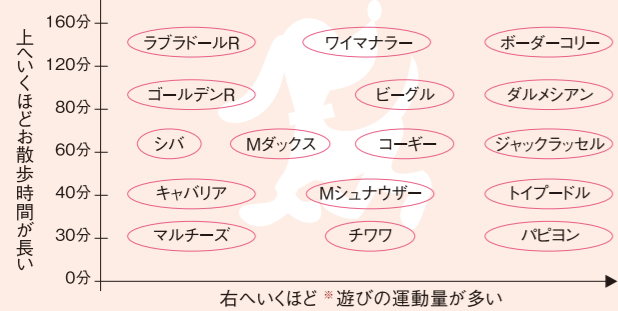 上へいくほどお散歩時間が長い
160分
120分
80分
60分
40分
30分
0分
ラブラドールR
ワイマナラー
ボーダーコリー
ゴールデンR
ビーグル
ダルメシアン
シバ
Mダックス
コーギー
ジャックラッセル
キャバリア
Mシュナウザー
トイプードル
マルチーズ
チワワ
パピヨン
右へいくほど※遊びの運動量が多い